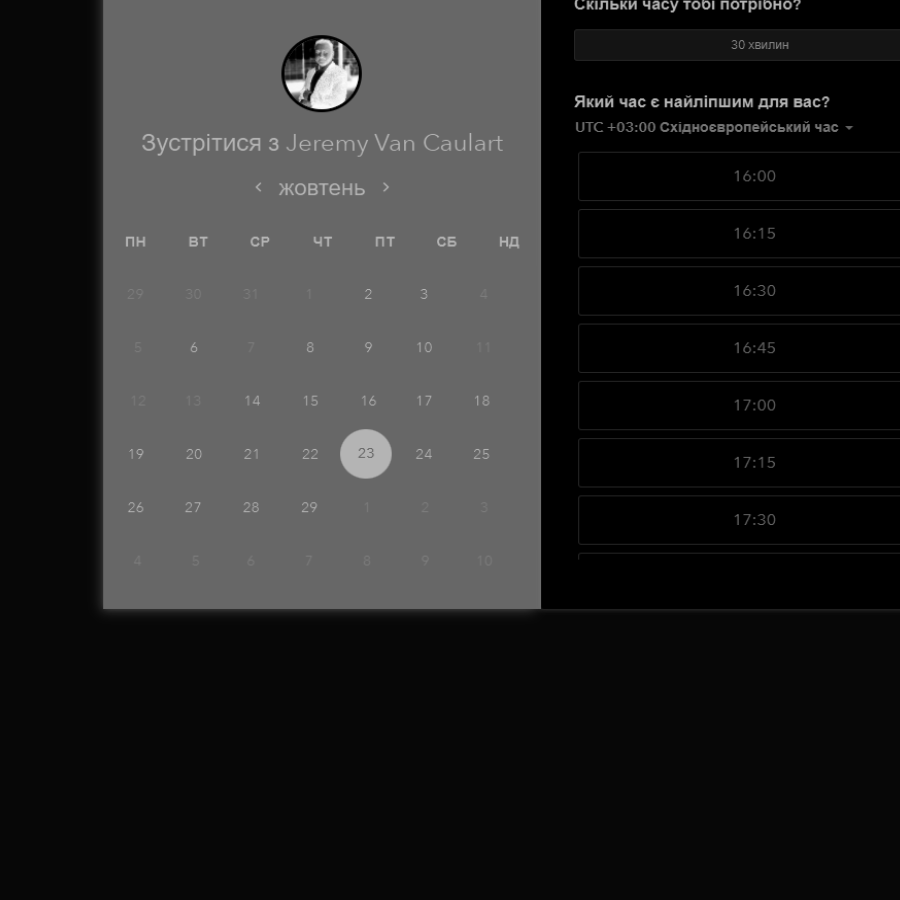 Зустрітися з Jeremy Van Caulart
жовтень
ПН ВТ СР ЧТ ПТ СБ НД
29 30 31 1 2 3 4
5 6 7 8 9 10 11
12 13 14 15 16 17 18
19 20 21 22 23 24 25
26 27 28 29 1 2 3
4 5 6 7 8 9 10
Скільки часу тобі потрібно?
30 хвилин
Який час є найліпшим для вас?
UTC +03:00 Східноєвропейський час
16:00
16:15
16:30
16:45
17:00
17:15
17:30